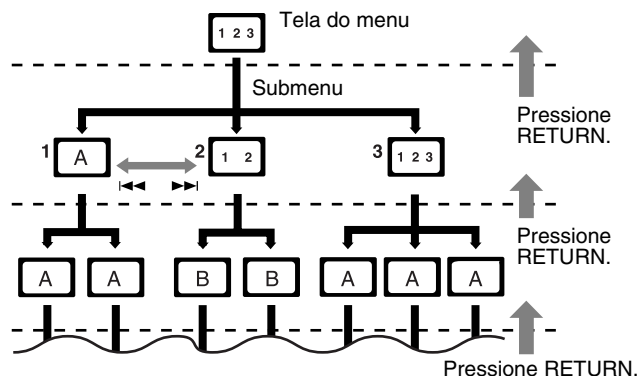 1 2 3
Tela do menu
Submenu
Pressione
RETURN.
1 A
2 1 2
3 1 2 3
Pressione
RETURN.
A A B B A A A
Pressione RETURN.